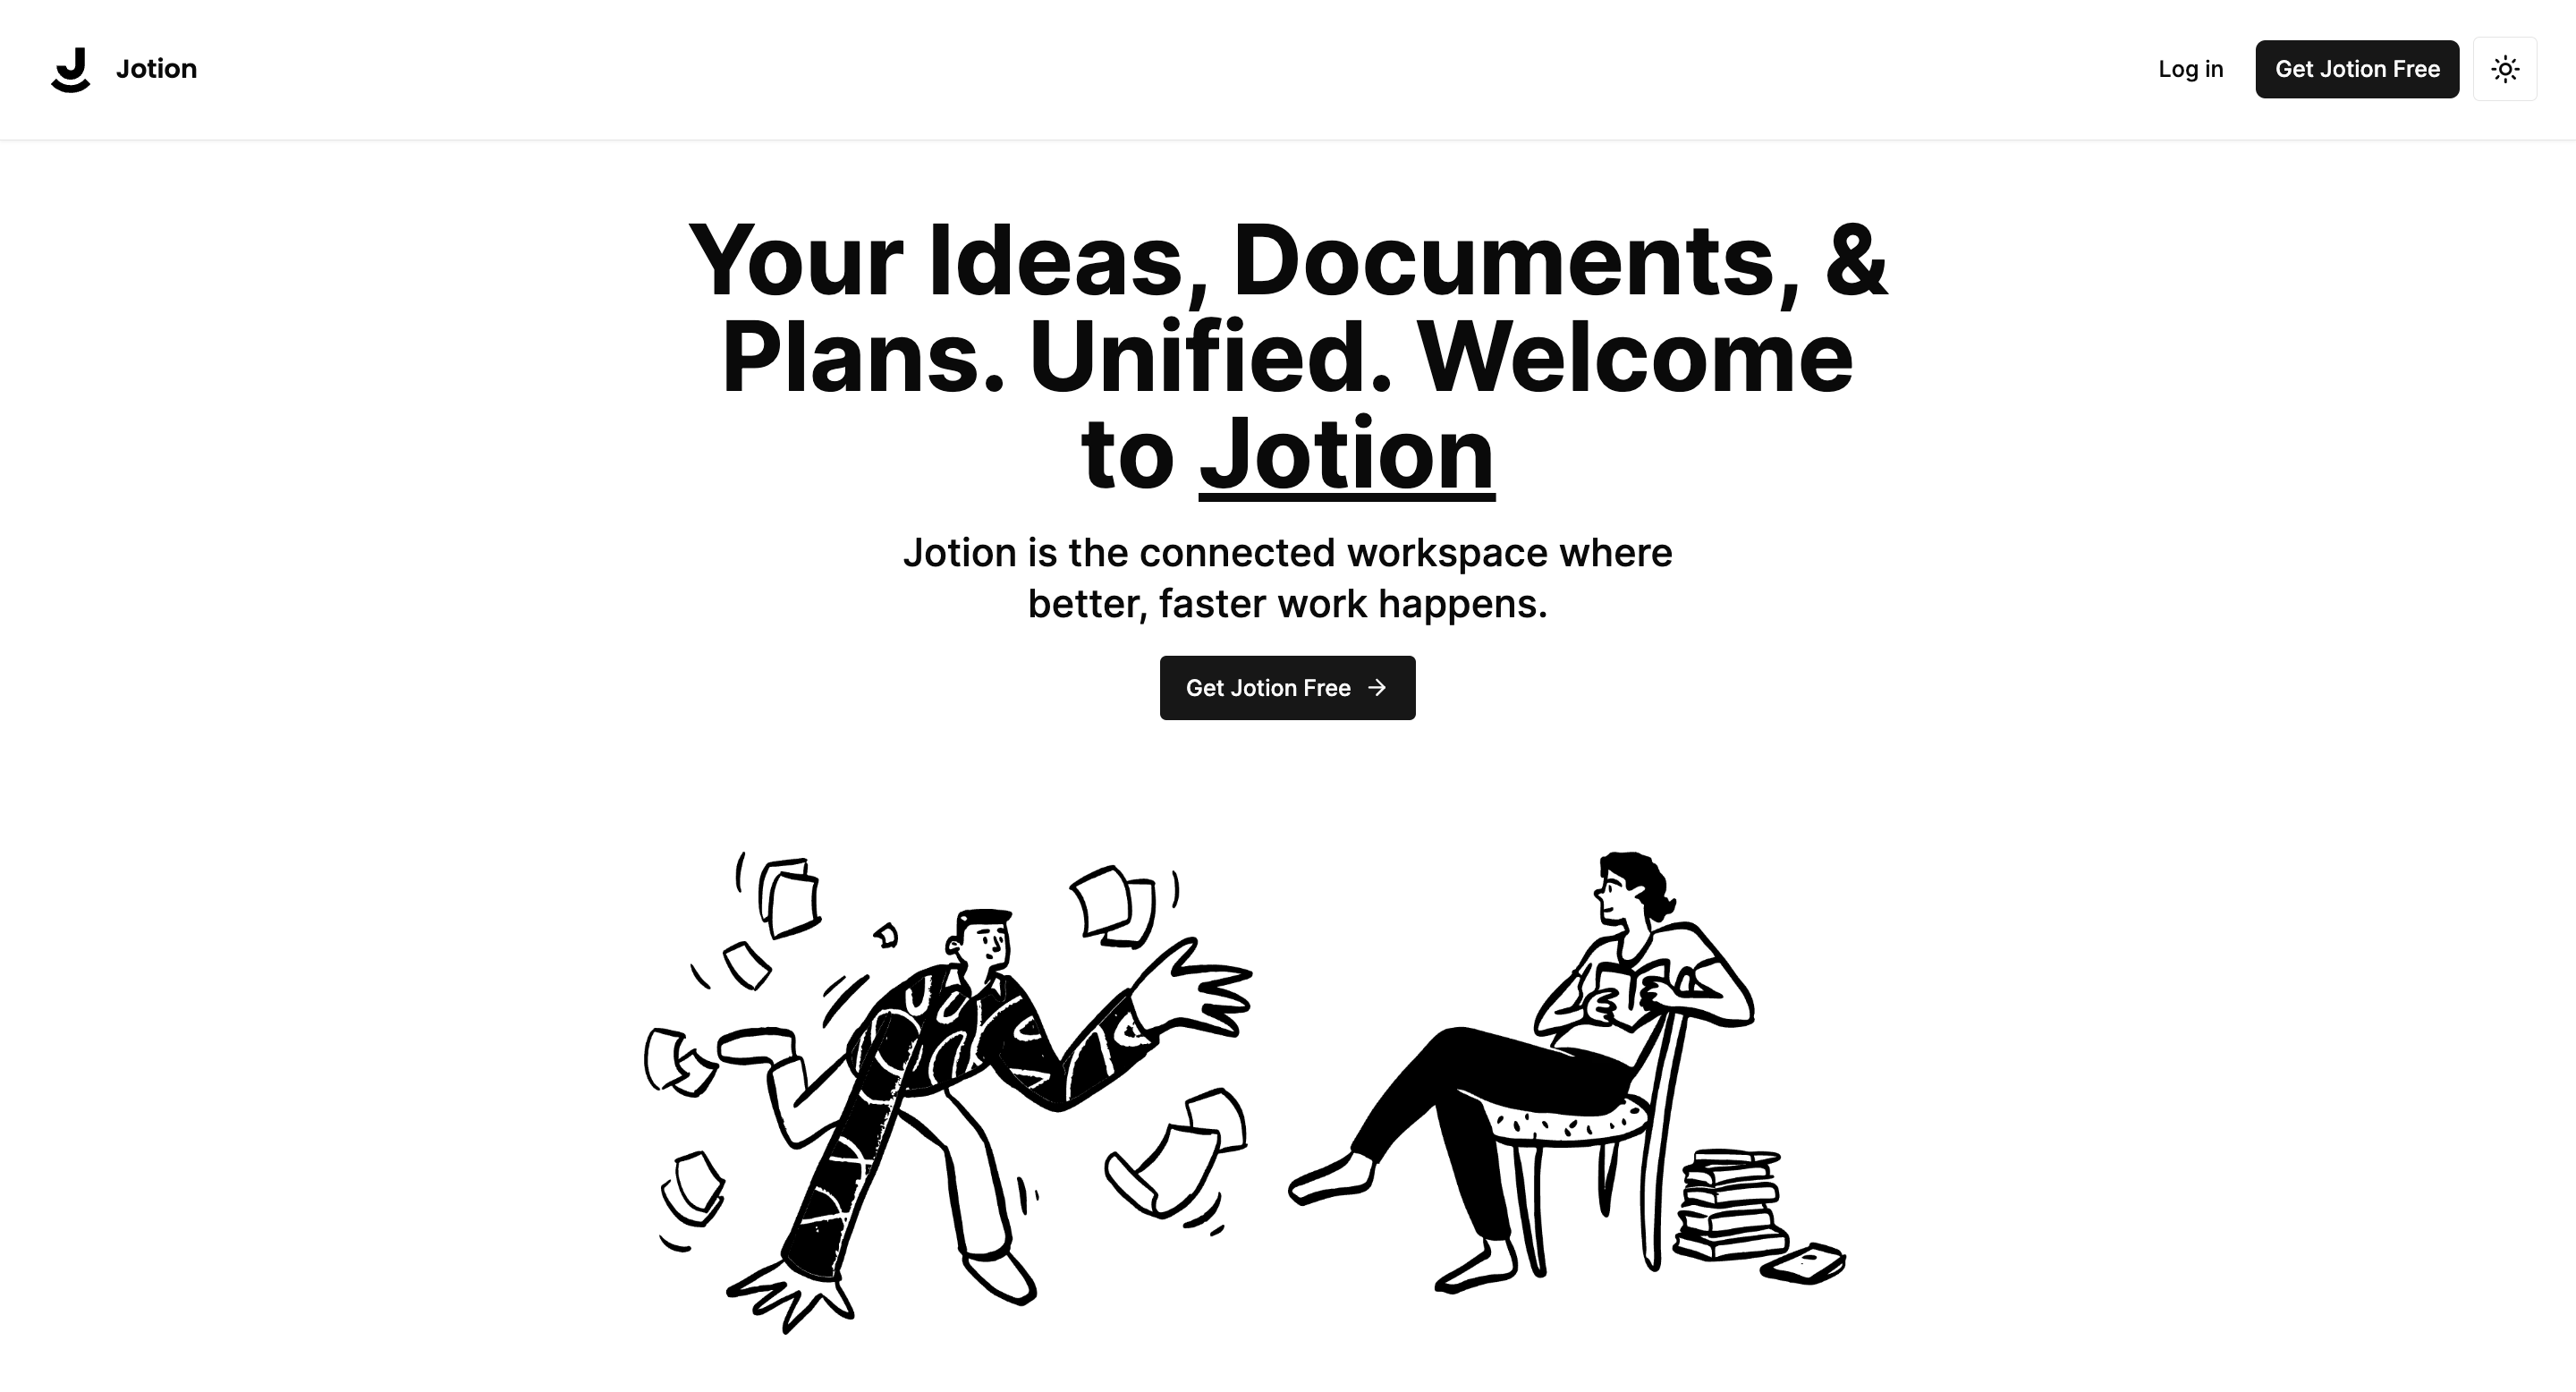 Jotion
Log in
Get Jotion Free
Your Ideas, Documents, &
Plans. Unified. Welcome
to Jotion
Jotion is the connected workspace where
better, faster work happens.
Get Jotion Free